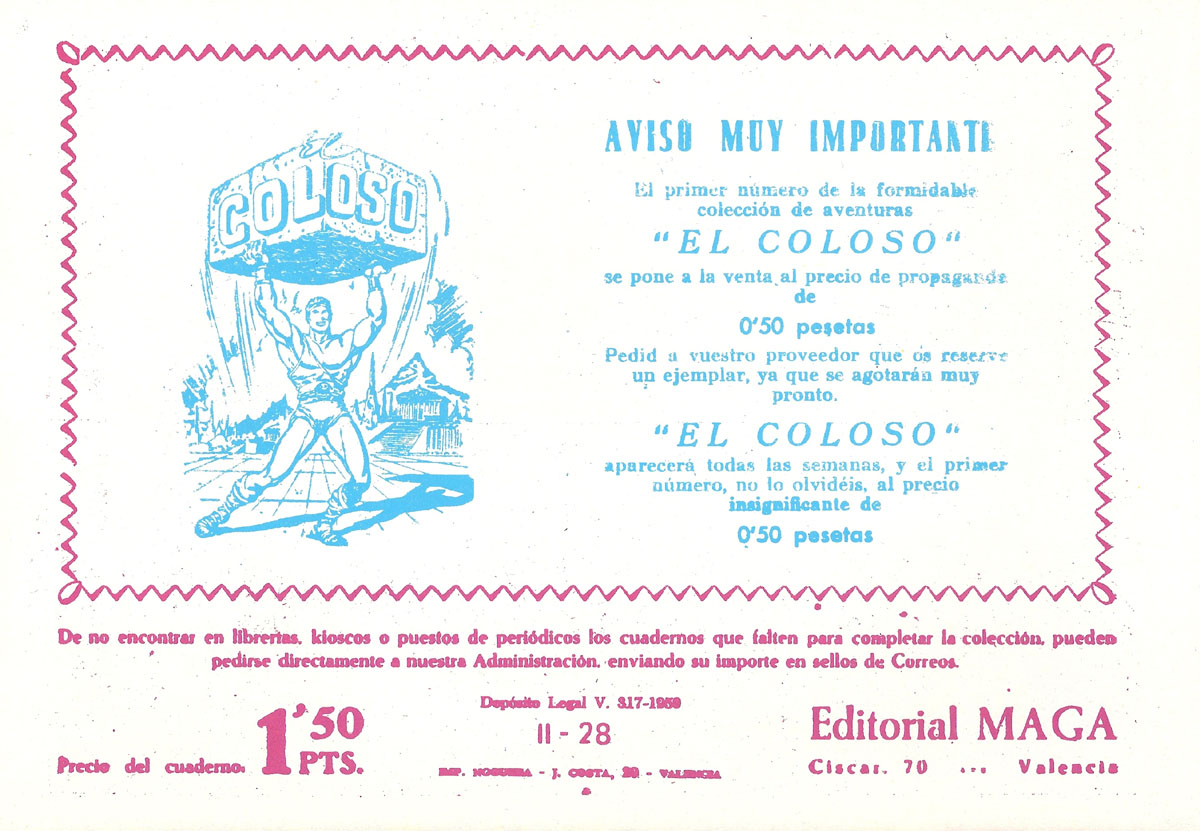 El
COLOSO
AVISO MUY IMPORTANTE
El primer número de la formidable
colección de aventuras
"EL COLOSO"
se pone a la venta al precio de propaganda
de
0'50 pesetas
Pedid a vuestro proveedor que os reserve
un ejemplar, ya que se agotarán muy
pronto.
"EL COLOSO"
aparecerá todas las semanas, y el primer
número, no lo olvidéis, al precio
insignificante de
0'50 pesetas
De no encontrar en librerías, kioscos o puestos de periódicos los cuadernos que falten para completar la colección, pueden
pedirse directamente a nuestra Administración, enviando su importe en sellos de Correos.
Precio del cuaderno: 1'50 PTS.
Depósito Legal V. 317-1959
II - 28
IMP. NOGUERA - J. COSTA, - VALENCIA
Editorial MAGA
Ciscar, 70 ... Valencia